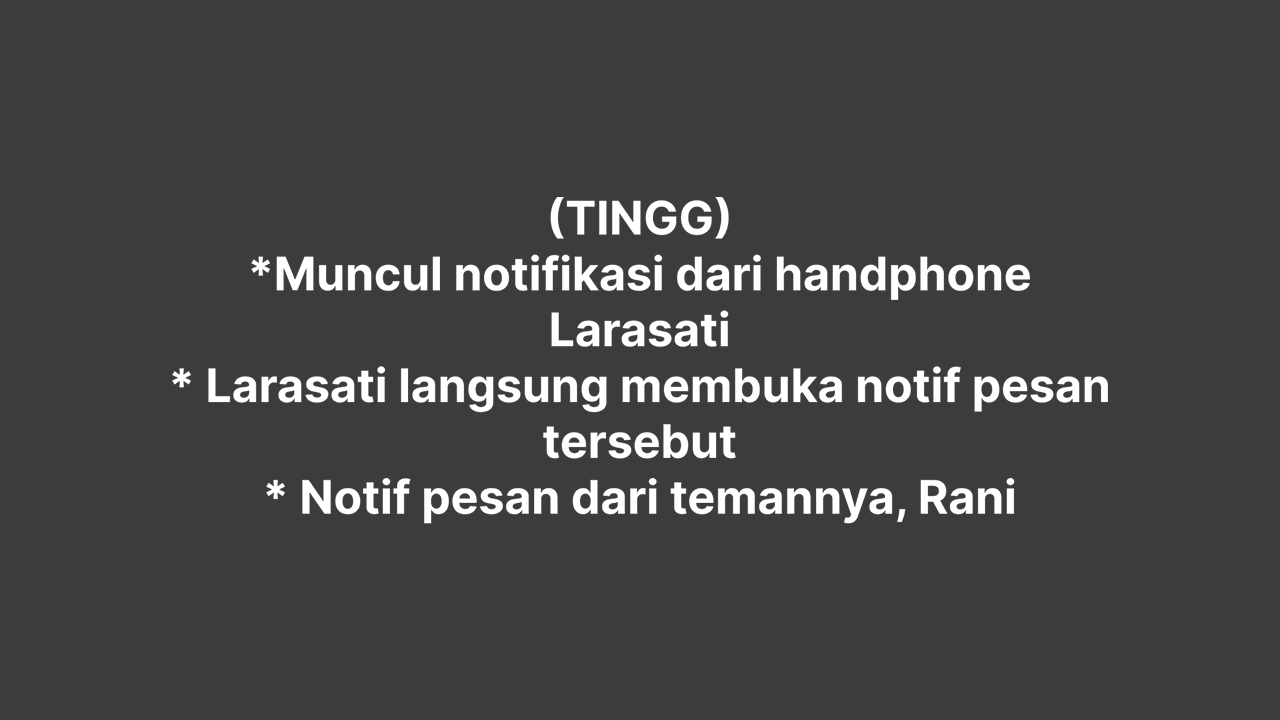 (TINGG)
*Muncul notifikasi dari handphone
Larasati
* Larasati langsung membuka notif pesan
tersebut
* Notif pesan dari temannya, Rani